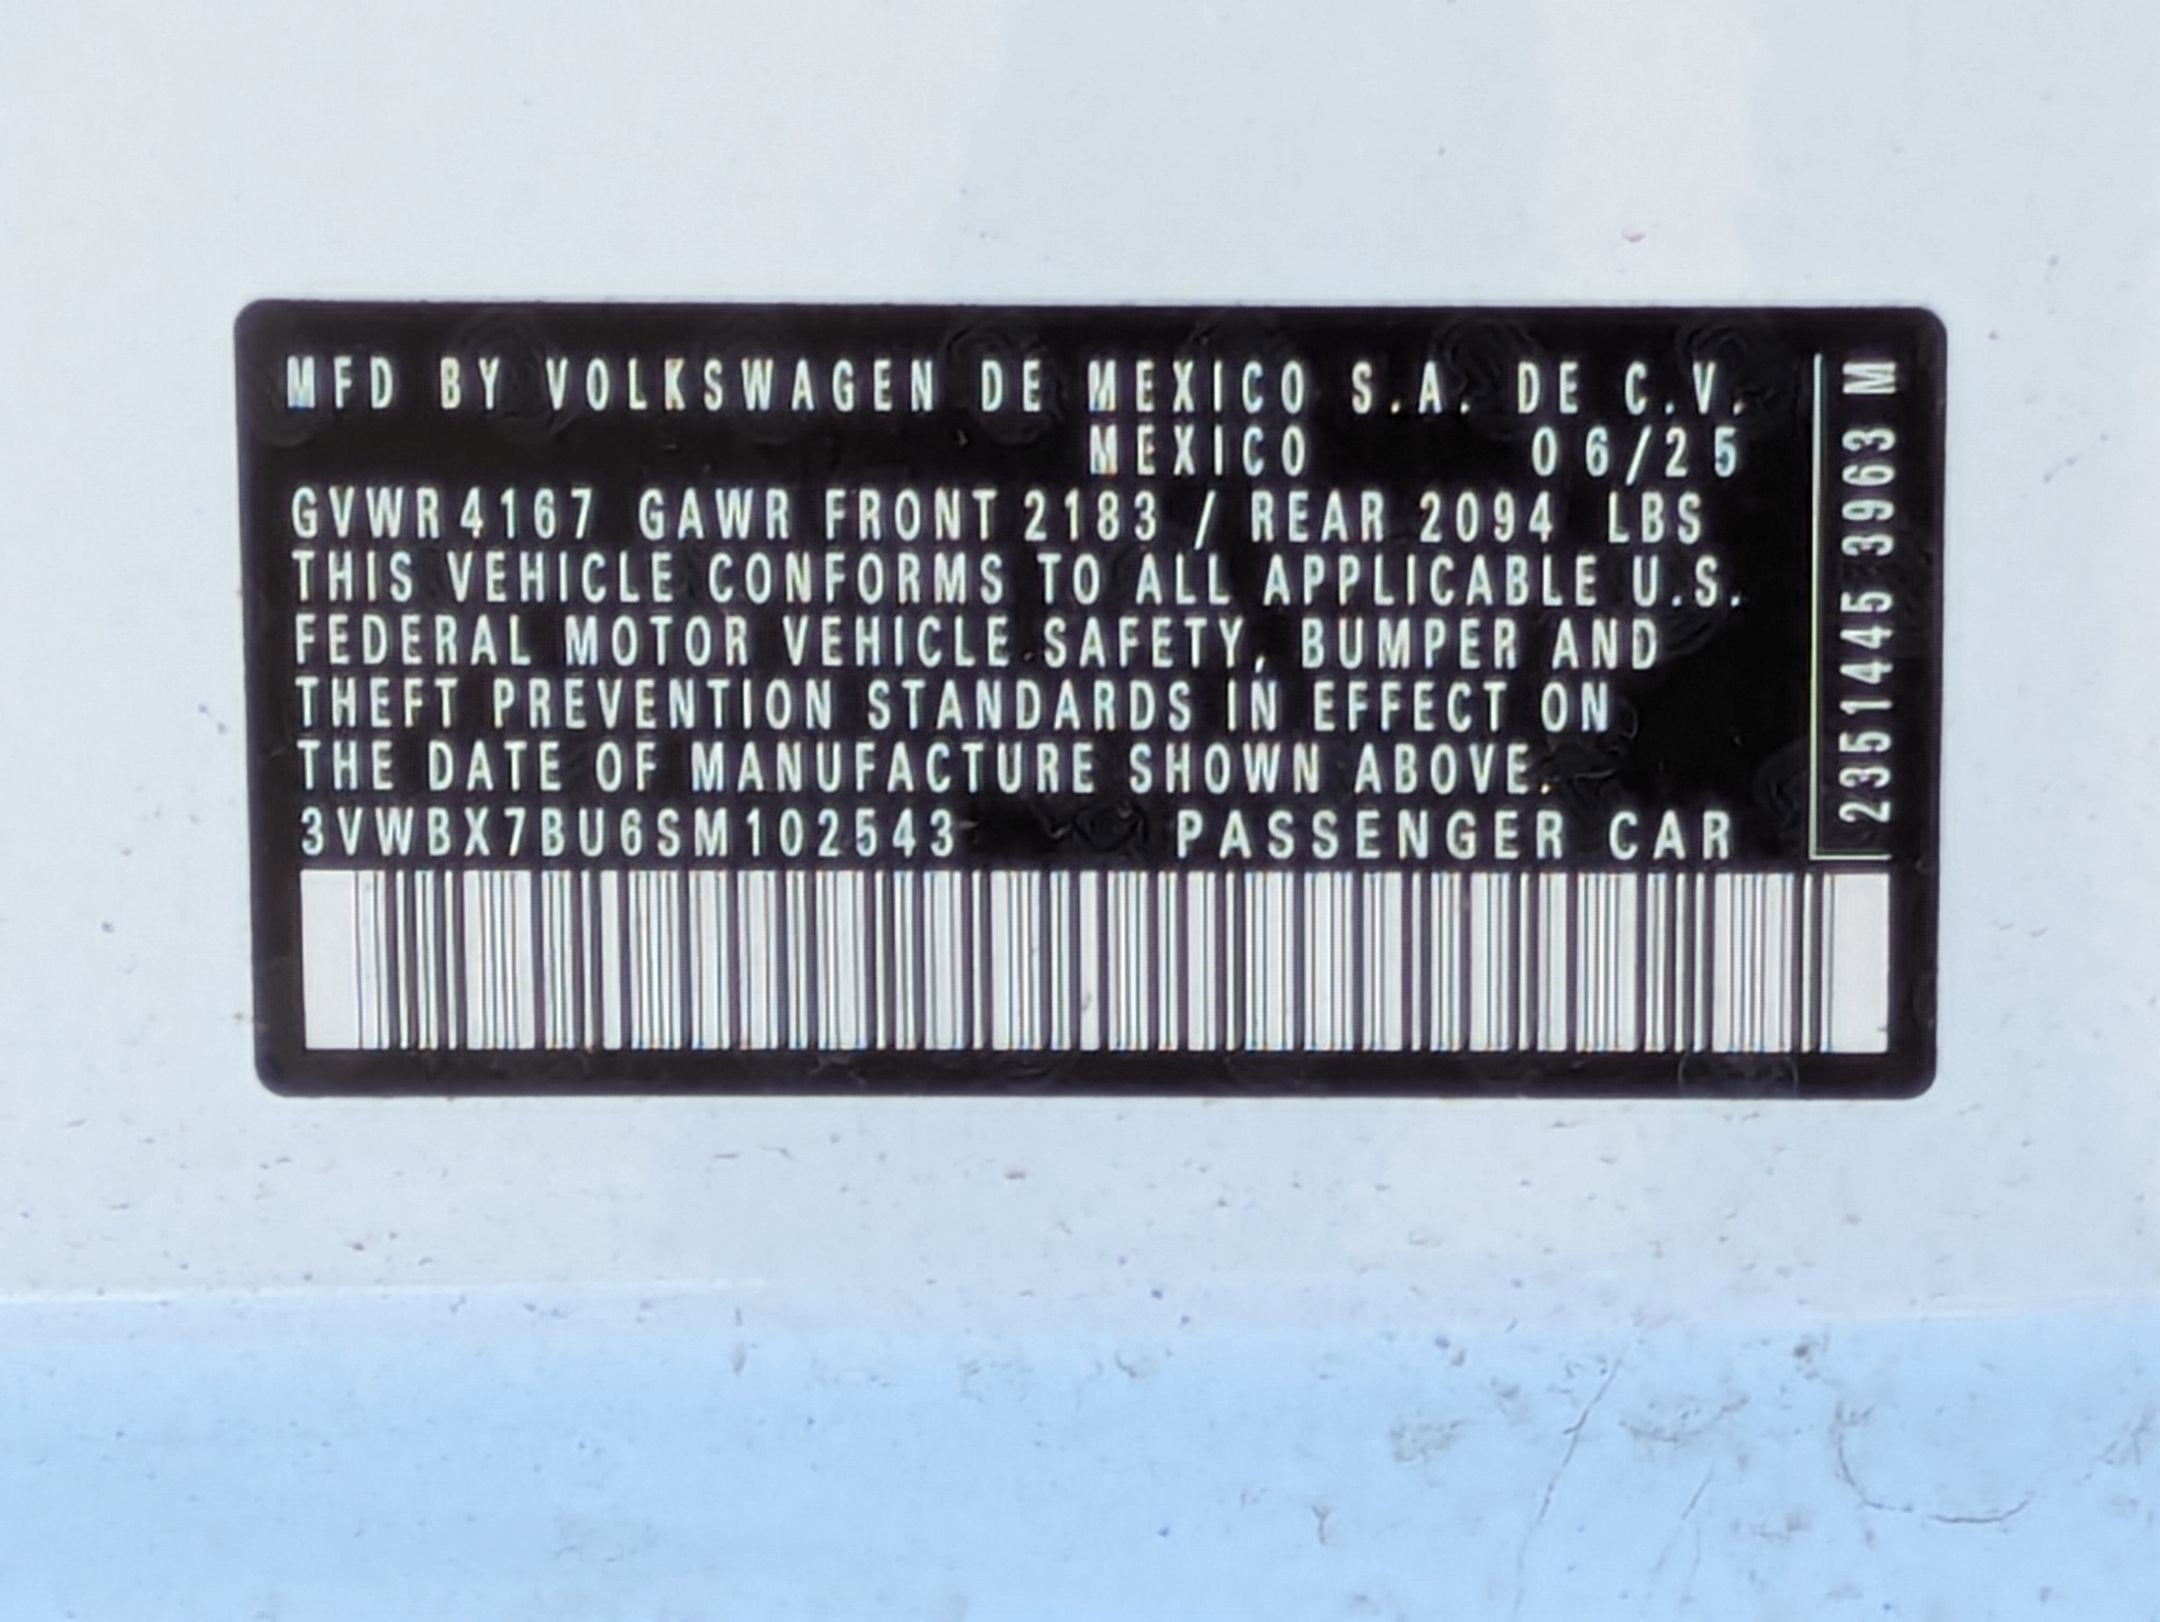 MFD BY VOLKSWAGEN DE MEXICO S.A. DE C.V.
MEXICO 06/25
GVWR 4167 GAWR FRONT 2183 / REAR 2094 LBS
THIS VEHICLE CONFORMS TO ALL APPLICABLE U.S.
FEDERAL MOTOR VEHICLE SAFETY, BUMPER AND
THEFT PREVENTION STANDARDS IN EFFECT ON
THE DATE OF MANUFACTURE SHOWN ABOVE.
3VWBX7BU6SM102543 PASSENGER CAR
2351445 3963 M